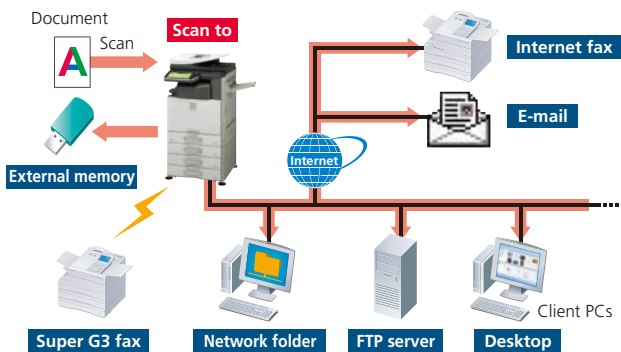 Document
Scan
A
Scan to
Internet fax
E-mail
Internet
External memory
Super G3 fax
Network folder
FTP server
Desktop
Client PCs